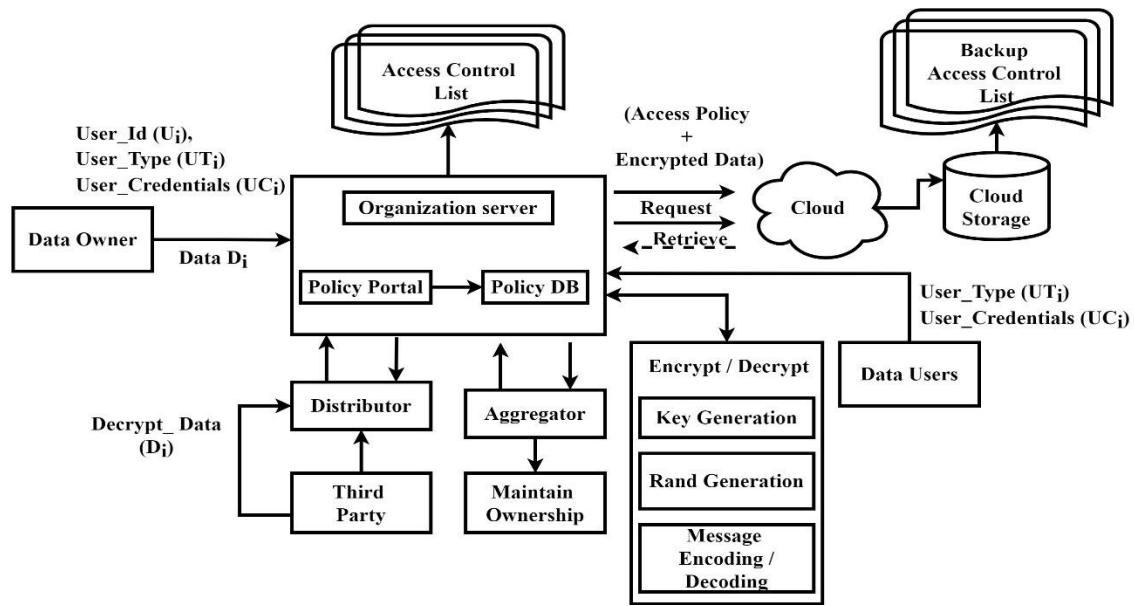 Access Control
List
Backup
Access Control
List
User_Id (Uᵢ),
User_Type (UTᵢ)
User_Credentials (UCᵢ)
(Access Policy
+
Encrypted Data)
Organization server
Request
Retrieve
Cloud
Cloud
Storage
Data Owner
Data Dᵢ
Policy Portal
Policy DB
User_Type (UTᵢ)
User_Credentials (UCᵢ)
Distributor
Aggregator
Encrypt / Decrypt
Data Users
Decrypt_ Data
(Dᵢ)
Key Generation
Third
Party
Maintain
Ownership
Rand Generation
Message
Encoding /
Decoding